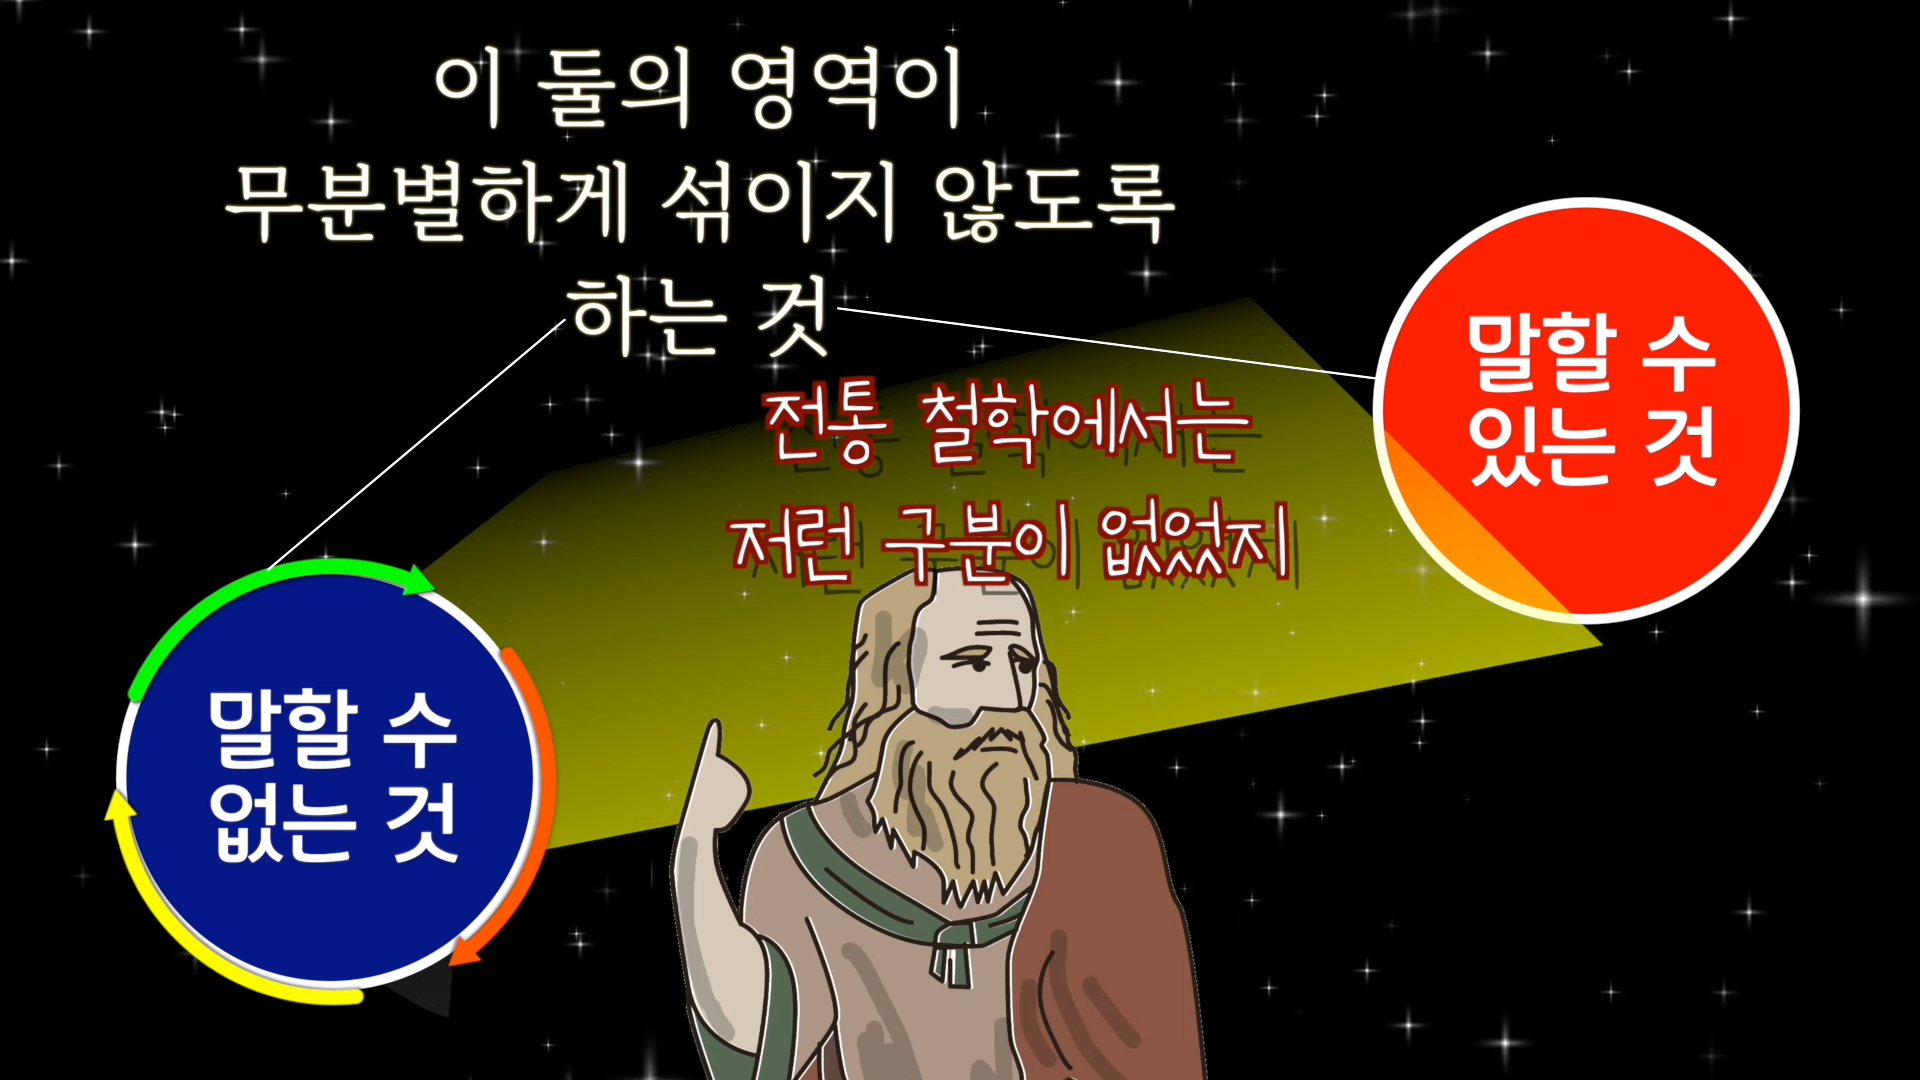 이 둘의 영역이
무분별하게 섞이지 않도록
하는 것
말할 수
있는 것
전통 철학에서는
저런 구분이 없었지
말할 수
없는 것